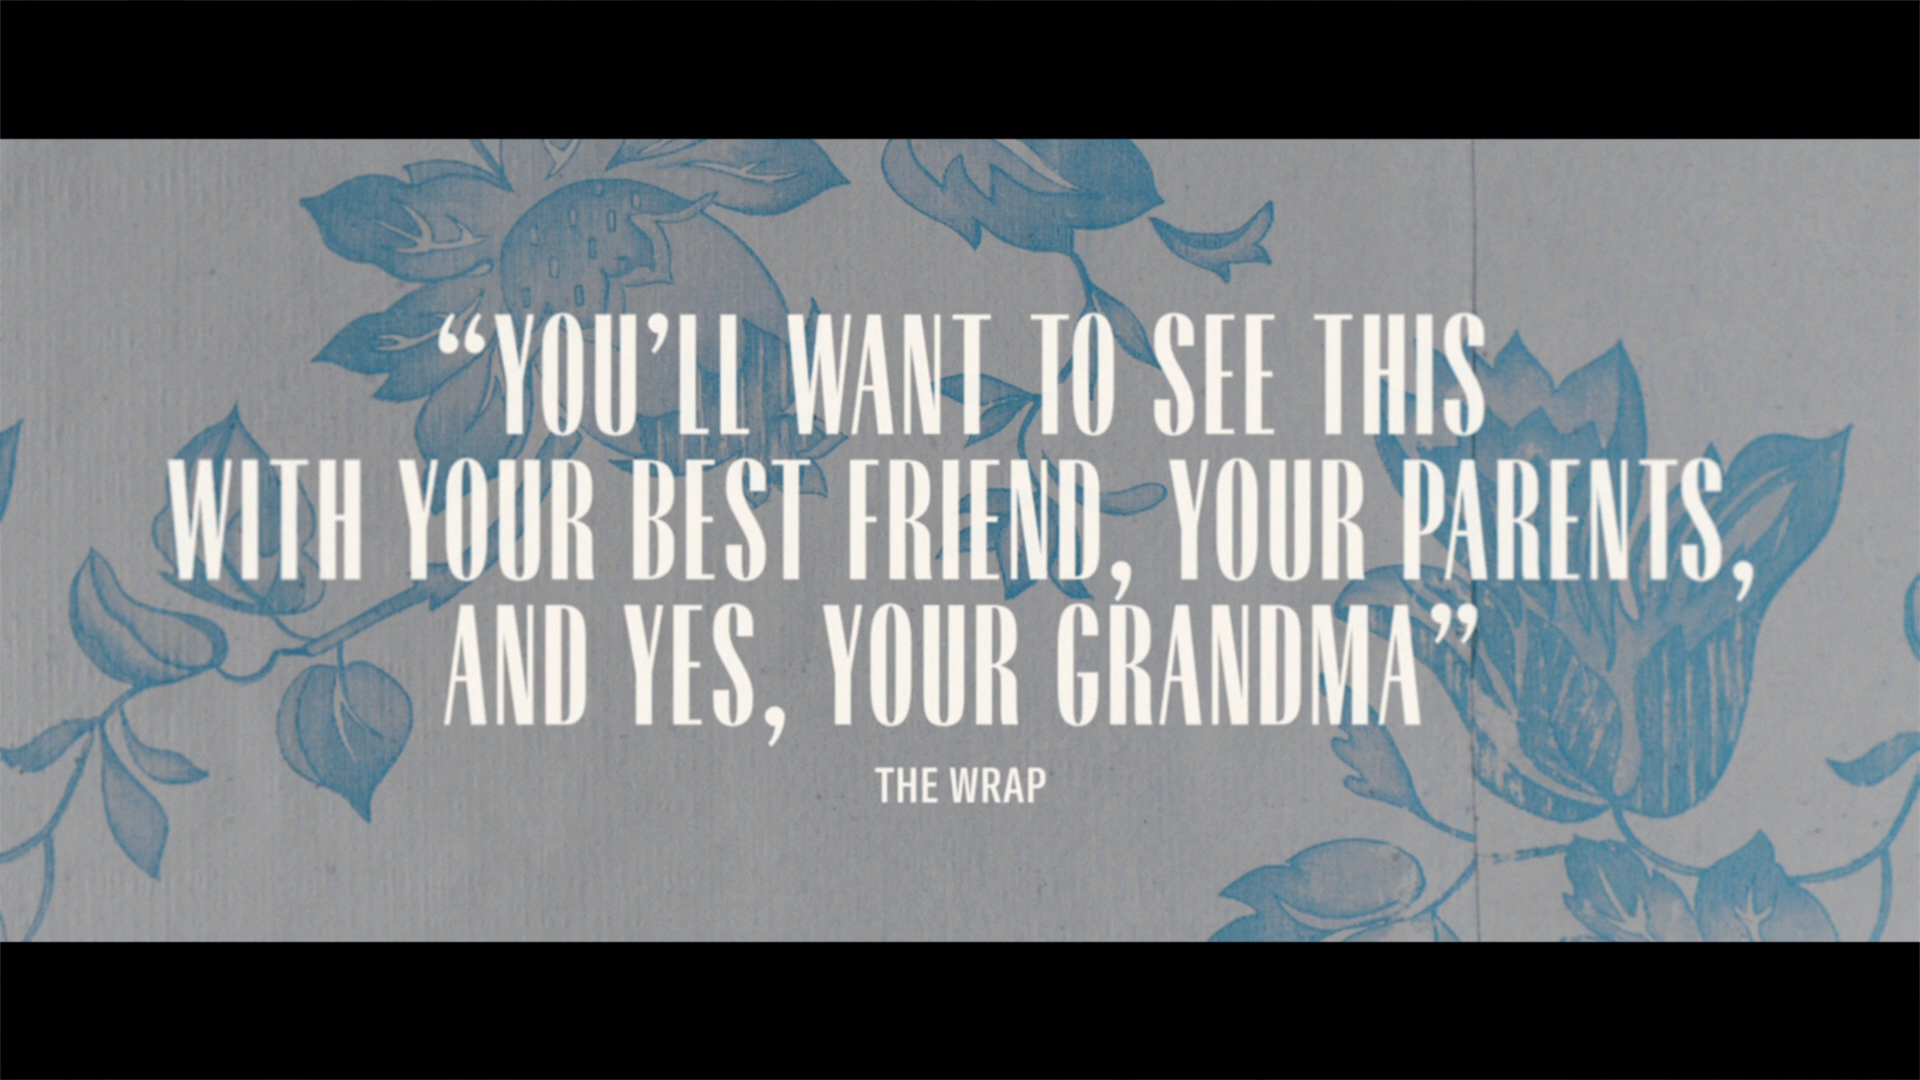 “YOU’LL WANT TO SEE THIS
WITH YOUR BEST FRIEND, YOUR PARENTS,
AND YES, YOUR GRANDMA”
THE WRAP